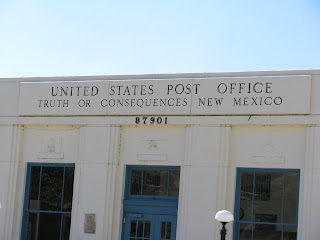 UNITED STATES POST OFFICE
TRUTH OR CONSEQUENCES NEW MEXICO
87901